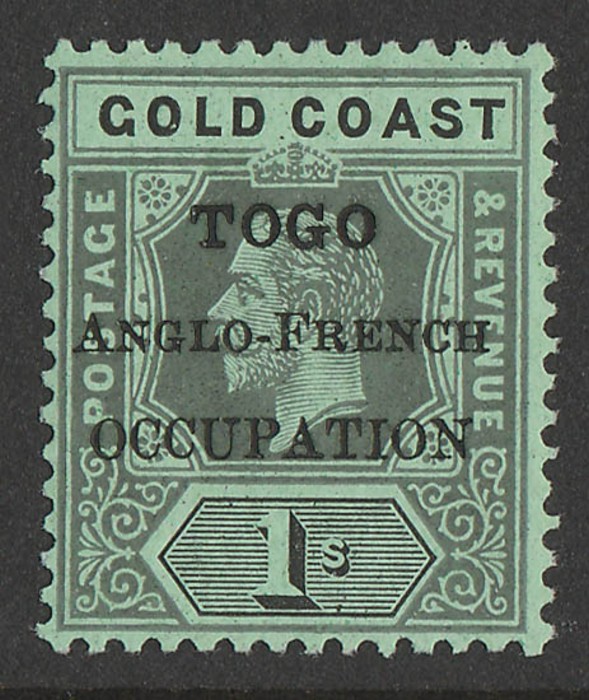 GOLD COAST
POSTAGE
& REVENUE
TOGO
ANGLO-FRENCH
OCCUPATION
1s